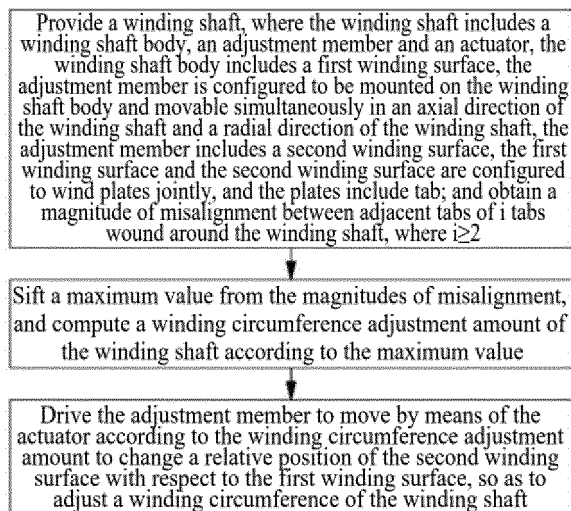 Provide a winding shaft, where the winding shaft includes a
winding shaft body, an adjustment member and an actuator, the
winding shaft body includes a first winding surface, the
adjustment member is configured to be mounted on the winding
shaft body and movable simultaneously in an axial direction of
the winding shaft and a radial direction of the winding shaft, the
adjustment member includes a second winding surface, the first
winding surface and the second winding surface are configured
to wind plates jointly, and the plates include tab; and obtain a
magnitude of misalignment between adjacent tabs of i tabs
wound around the winding shaft, where i≥2
Sift a maximum value from the magnitudes of misalignment,
and compute a winding circumference adjustment amount of
the winding shaft according to the maximum value
Drive the adjustment member to move by means of the
actuator according to the winding circumference adjustment
amount to change a relative position of the second winding
surface with respect to the first winding surface, so as to
adjust a winding circumference of the winding shaft